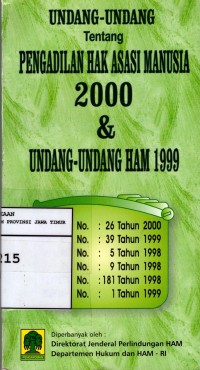 UNDANG-UNDANG
Tentang
PENGADILAN HAK ASASI MANUSIA
2000
&
UNDANG-UNDANG HAM 1999
KAAN
PROVINSI JAWA TIMUR
215
No. : 26 Tahun 2000
No. : 39 Tahun 1999
No. : 5 Tahun 1998
No. : 9 Tahun 1998
No. : 181 Tahun 1998
No. : 1 Tahun 1999
Diperbanyak oleh :
Direktorat Jenderal Perlindungan HAM
Departemen Hukum dan HAM - RI